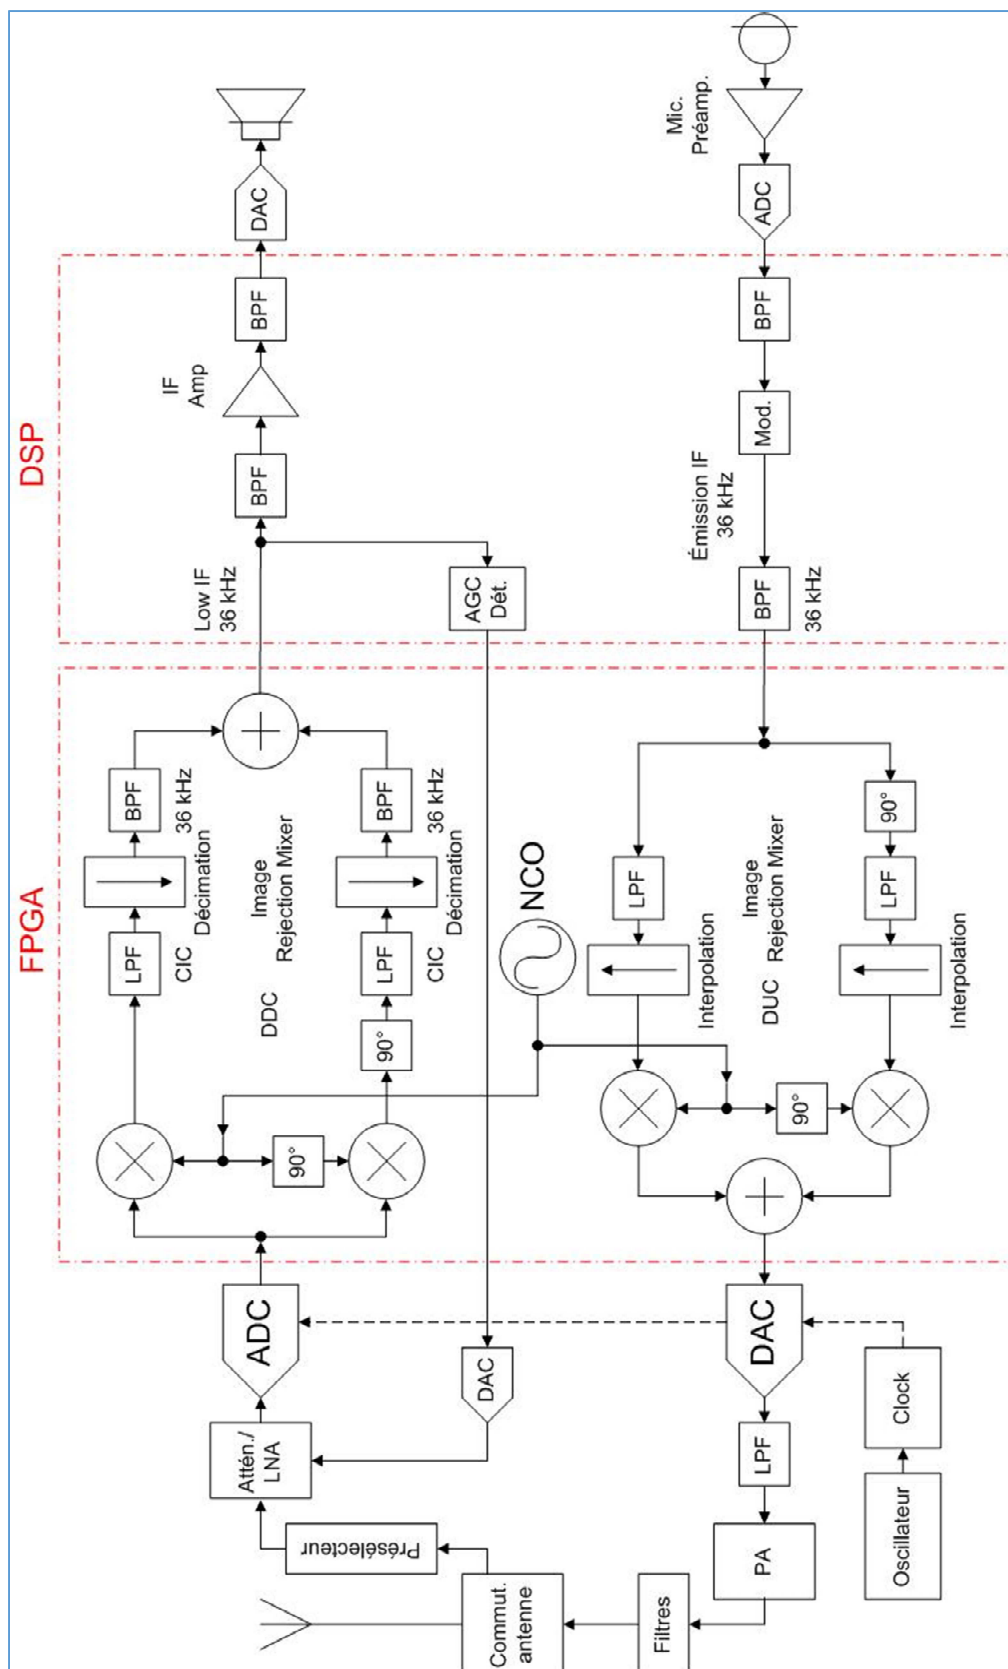 FPGA
DSP
LPF
CIC
Décimation
BPF
36 kHz
90°
DDC
Image
Rejection Mixer
90°
LPF
CIC
Décimation
BPF
36 kHz
Commut.
antenne
Présélecteur
Attén./
LNA
ADC
Low IF
36 kHz
BPF
IF
Amp
BPF
DAC
DAC
AGC
Dét.
NCO
Filtres
PA
LPF
DAC
LPF
Interpolation
90°
DUC
Image
Rejection Mixer
90°
LPF
Interpolation
BPF
36 kHz
Émission IF
36 kHz
Mod.
BPF
ADC
Mic.
Préamp.
Oscillateur
Clock